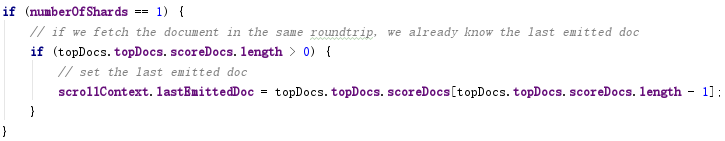 if (numberOfShards == 1) {
// if we fetch the document in the same roundtrip, we already know the last emitted doc
if (topDocs.topDocs.scoreDocs.length > 0) {
// set the last emitted doc
scrollContext.lastEmittedDoc = topDocs.topDocs.scoreDocs[topDocs.topDocs.scoreDocs.length - 1];
}
}